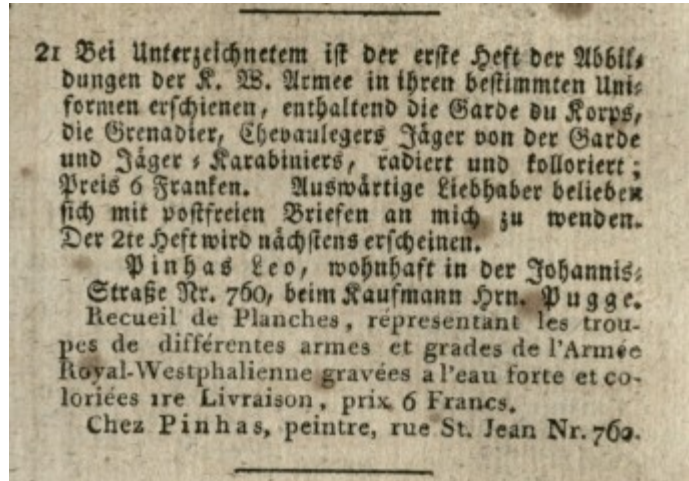 21 Bei Unterzeichnetem ist der erste Heft der Abbil-
dungen der K. W. Armee in ihren bestimmten Uni-
formen erschienen, enthaltend die Garde du Korps,
die Grenadier, Chevaulegers Jäger von der Garde
und Jäger-Karabiniers, radiert und kolloriert;
Preis 6 Franken. Auswärtige Liebhaber belieben
sich mit postfreien Briefen an mich zu wenden.
Der 2te Heft wird nächstens erscheinen.
Pinhas Leo, wohnhaft in der Johannis-
Straße Nr. 760, beim Kaufmann Hrn. Pugge.
Recueil de Planches, répresentant les trou-
pes de différentes armes et grades de l'Armée
Royal-Westphalienne gravées a l'eau forte et co-
loriées 1re Livraison, prix 6 Francs.
Chez Pinhas, peintre, rue St. Jean Nr. 760.